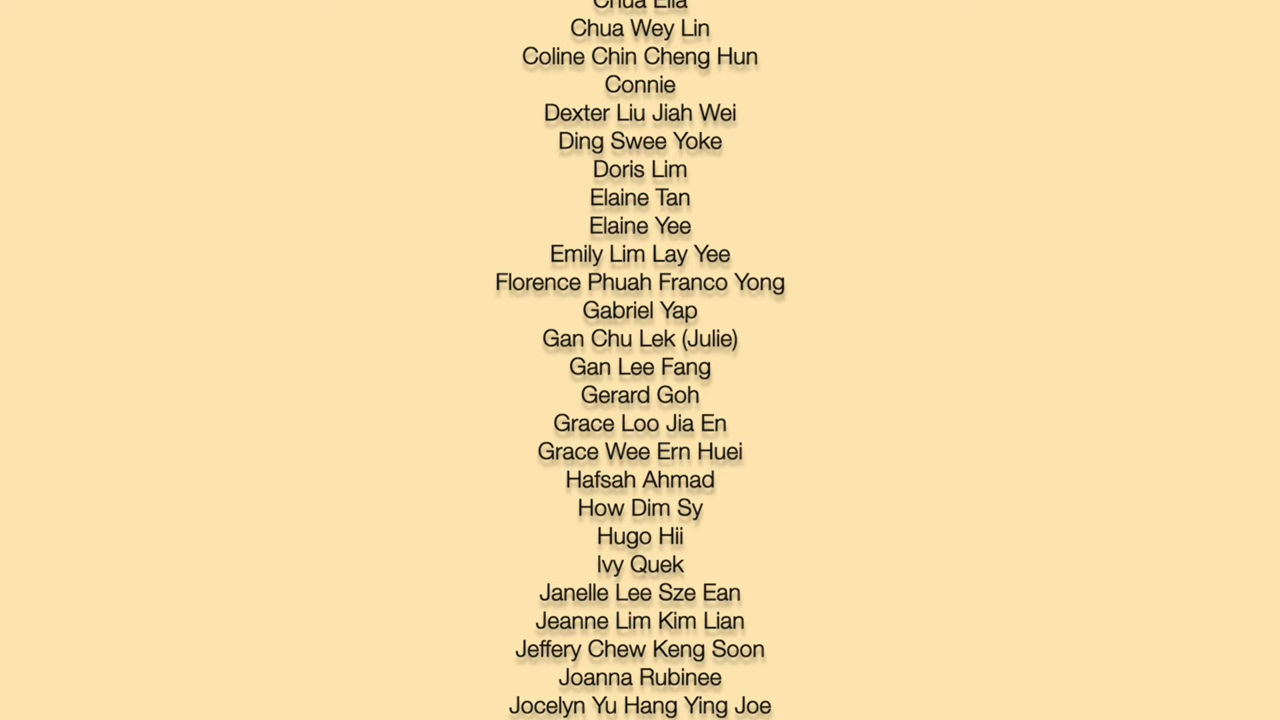 Chua Ella
Chua Wey Lin
Coline Chin Cheng Hun
Connie
Dexter Liu Jiah Wei
Ding Swee Yoke
Doris Lim
Elaine Tan
Elaine Yee
Emily Lim Lay Yee
Florence Phuah Franco Yong
Gabriel Yap
Gan Chu Lek (Julie)
Gan Lee Fang
Gerard Goh
Grace Loo Jia En
Grace Wee Ern Huei
Hafsah Ahmad
How Dim Sy
Hugo Hii
Ivy Quek
Janelle Lee Sze Ean
Jeanne Lim Kim Lian
Jeffery Chew Keng Soon
Joanna Rubinee
Jocelyn Yu Hang Ying Joe